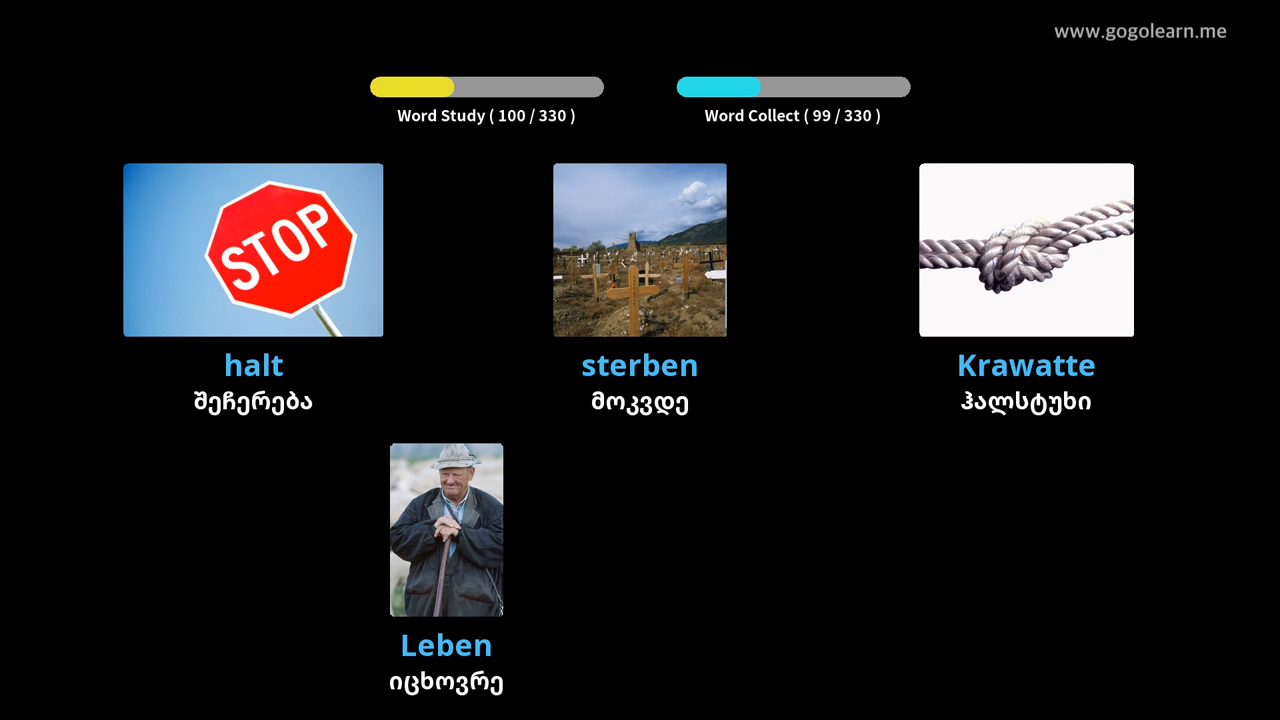 www.gogolearn.me
Word Study ( 100 / 330 )
Word Collect ( 99 / 330 )
STOP
halt
შეჩერება
sterben
მოკვდე
Krawatte
ჰალსტუხი
Leben
იცხოვრე